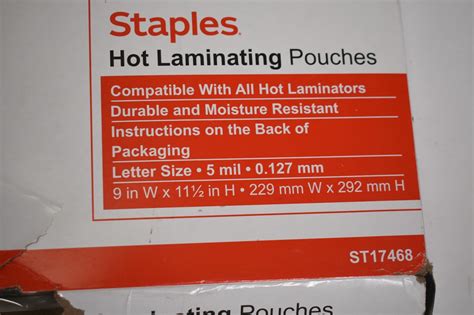 Staples.
Hot Laminating Pouches
Compatible With All Hot Laminators
Durable and Moisture Resistant
Instructions on the Back of
Packaging
Letter Size • 5 mil • 0.127 mm
9 in W x 11½ in H • 229 mm W x 292 mm H
ST17468
Pouches